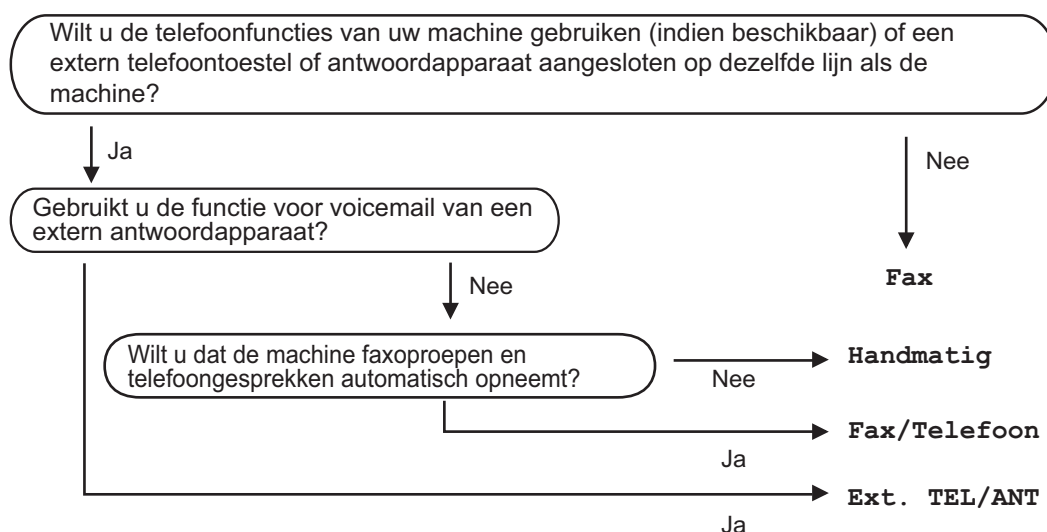 Wilt u de telefoonfuncties van uw machine gebruiken (indien beschikbaar) of een
extern telefoontoestel of antwoordapparaat aangesloten op dezelfde lijn als de
machine?
Ja
Nee
Gebruikt u de functie voor voicemail van een
extern antwoordapparaat?
Nee
Fax
Wilt u dat de machine faxoproepen en
telefoongesprekken automatisch opneemt?
Nee
Handmatig
Ja
Fax/Telefoon
Ja
Ext. TEL/ANT